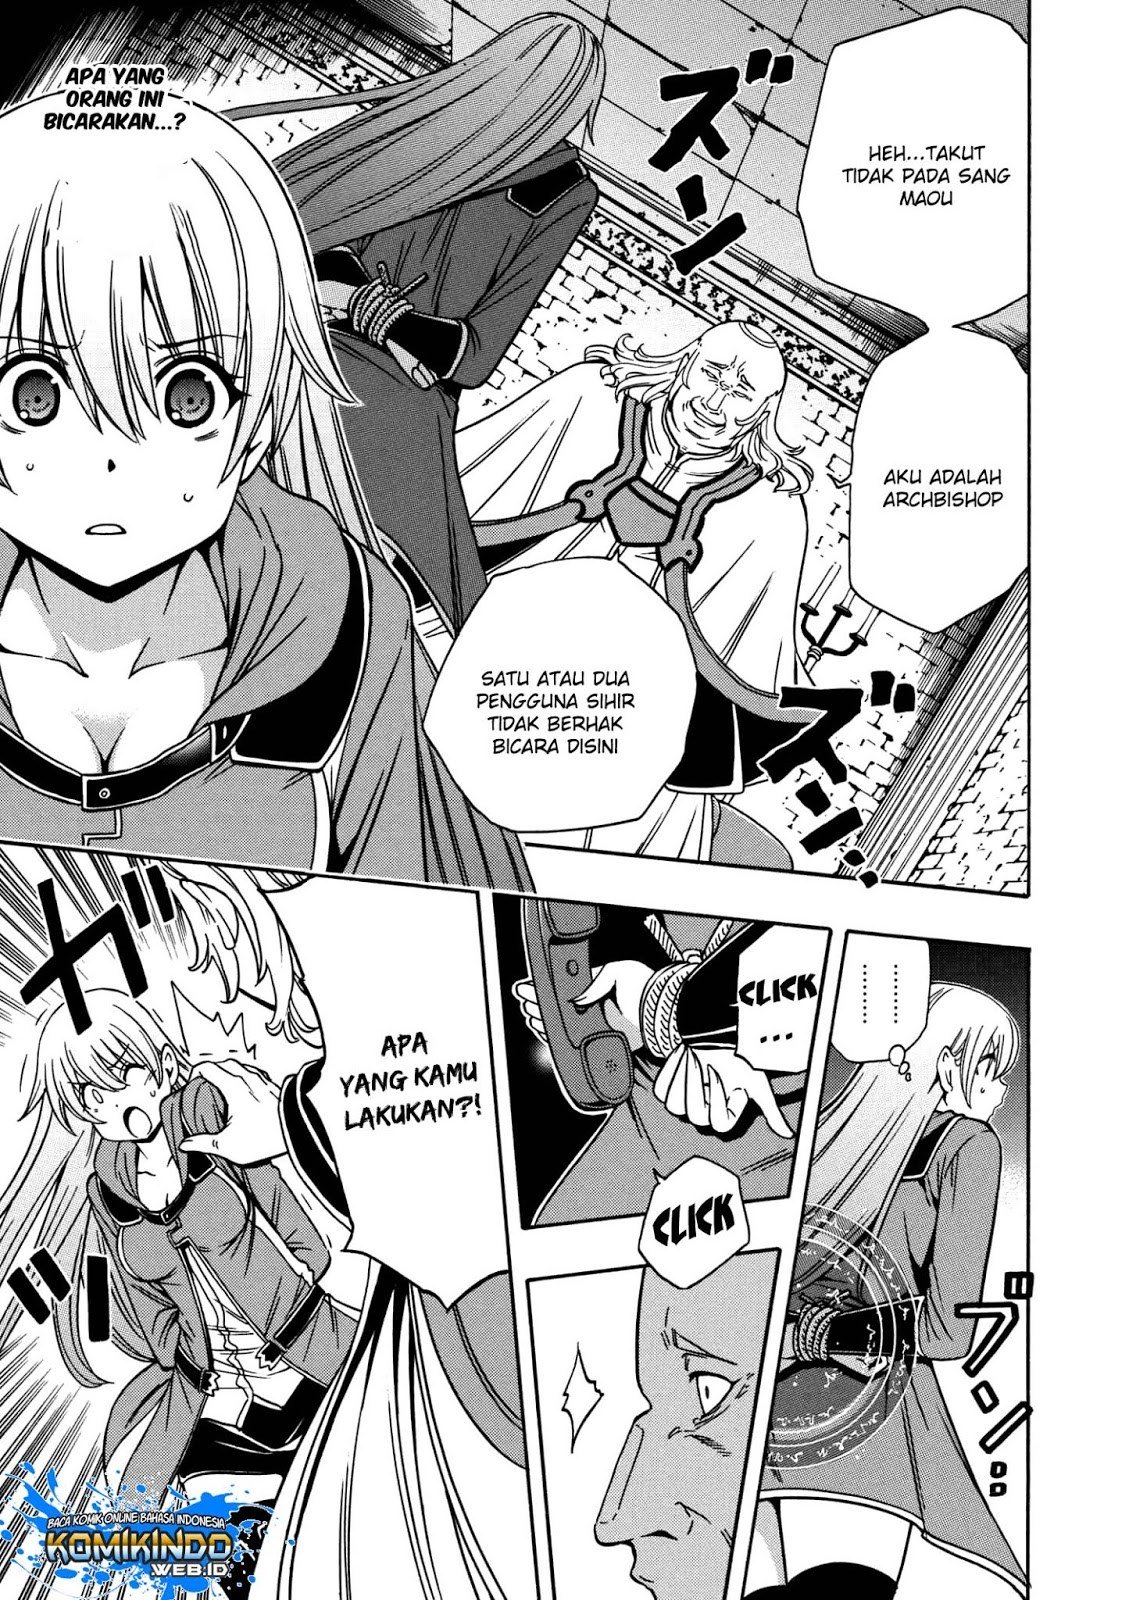 HEH...TAKUT
TIDAK PADA SANG
MAOU
AKU ADALAH
ARCHBISHOP
SATU ATAU DUA
PENGGUNA SIHIR
TIDAK BERHAK
BICARA DISINI
APA YANG
ORANG INI
BICARAKAN...?
ズン
ズン.
............
ブン
CLICK
...
CLICK
APA
YANG KAMU
LAKUKAN?!
ガッ
BACA KOMIK ONLINE BAHASA INDONESIA
KOMIKINDO
WEB.ID